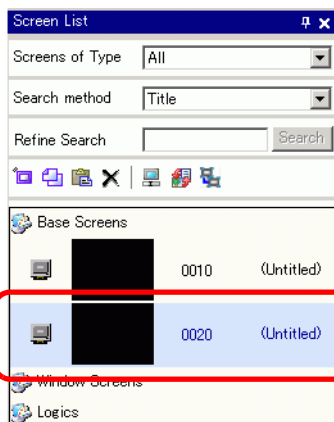 Screen List
Screens of Type All
Search method Title
Refine Search Search
Base Screens
0010 (Untitled)
0020 (Untitled)
Window Screens
Logics